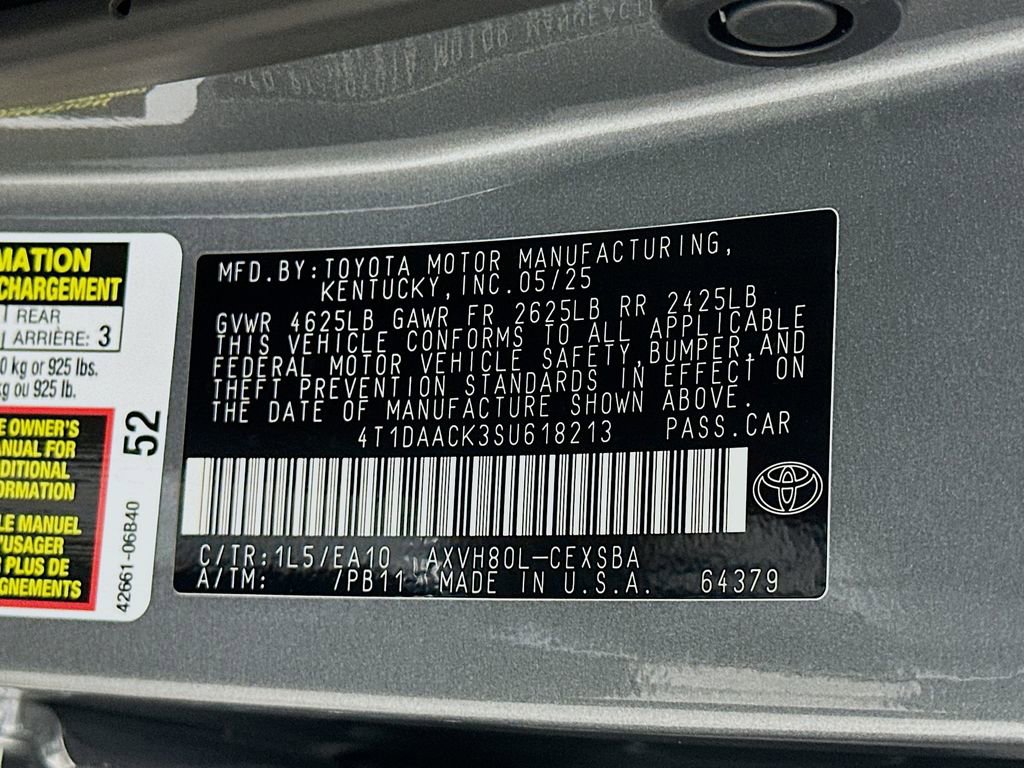 MATION
CHARGEMENT
REAR
ARRIÈRE: 3
0 kg or 925 lbs.
kg ou 925 lb.
E OWNER'S
MANUAL FOR
DITIONAL
ORMATION
LE MANUEL
'USAGER
R PLUS DE
GNEMENTS
52
42661-06B40
MFD.BY:TOYOTA MOTOR MANUFACTURING,
KENTUCKY,INC.05/25
GVWR 4625LB GAWR FR 2625LB RR 2425LB
THIS VEHICLE CONFORMS TO ALL APPLICABLE
FEDERAL MOTOR VEHICLE SAFETY,BUMPER,AND
THEFT PREVENTION STANDARDS IN EFFECT ON
THE DATE OF MANUFACTURE SHOWN ABOVE.
4T1DAACK3SU618213 PASS.CAR
C/TR:1L5/EA10 AXVH80L-CEXSBA
A/TM: /PB11 MADE IN U.S.A. 64379